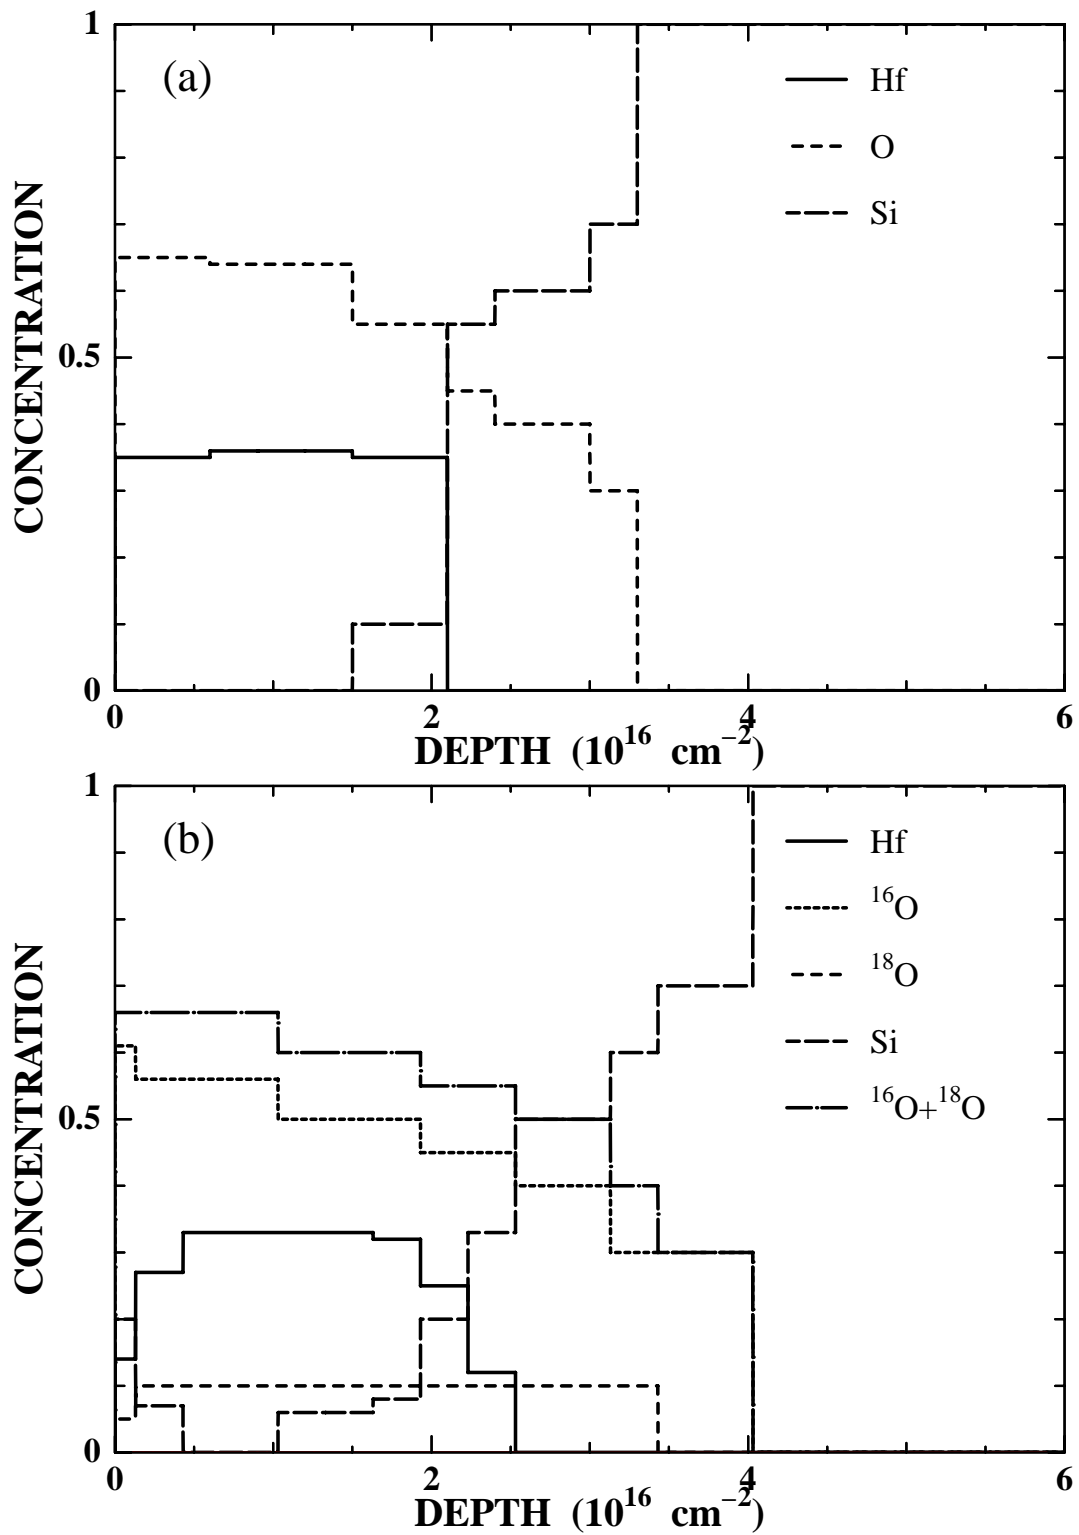 1
(a)
Hf
O
Si
CONCENTRATION
0.5
0
0 2 4 6
DEPTH (10^16 cm^−2)
1
(b)
Hf
^16O
^18O
Si
^16O+^18O
CONCENTRATION
0.5
0
0 2 4 6
DEPTH (10^16 cm^−2)